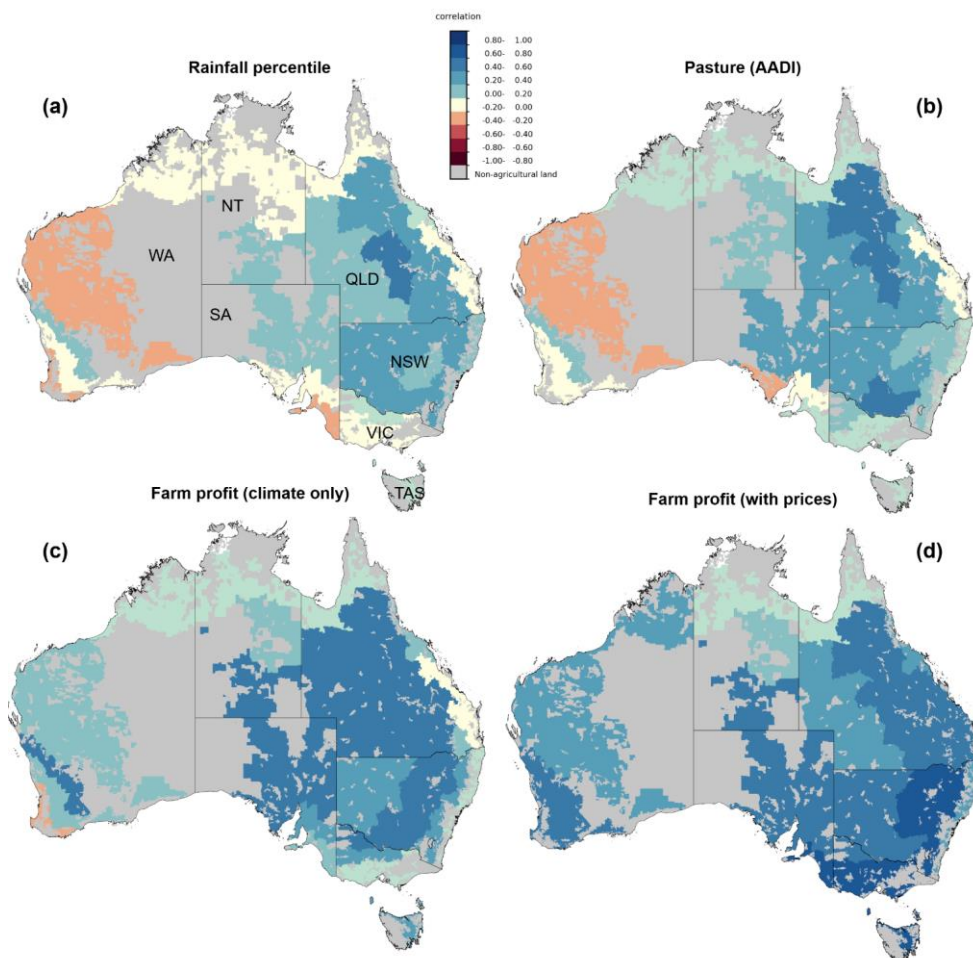 correlation
0.80- 1.00
0.60- 0.80
0.40- 0.60
0.20- 0.40
0.00- 0.20
-0.20- 0.00
-0.40- -0.20
-0.60- -0.40
-0.80- -0.60
-1.00- -0.80
Non-agricultural land
Rainfall percentile
Pasture (AADI)
(a)
(b)
NT
WA
QLD
SA
NSW
VIC
TAS
Farm profit (climate only)
Farm profit (with prices)
(c)
(d)